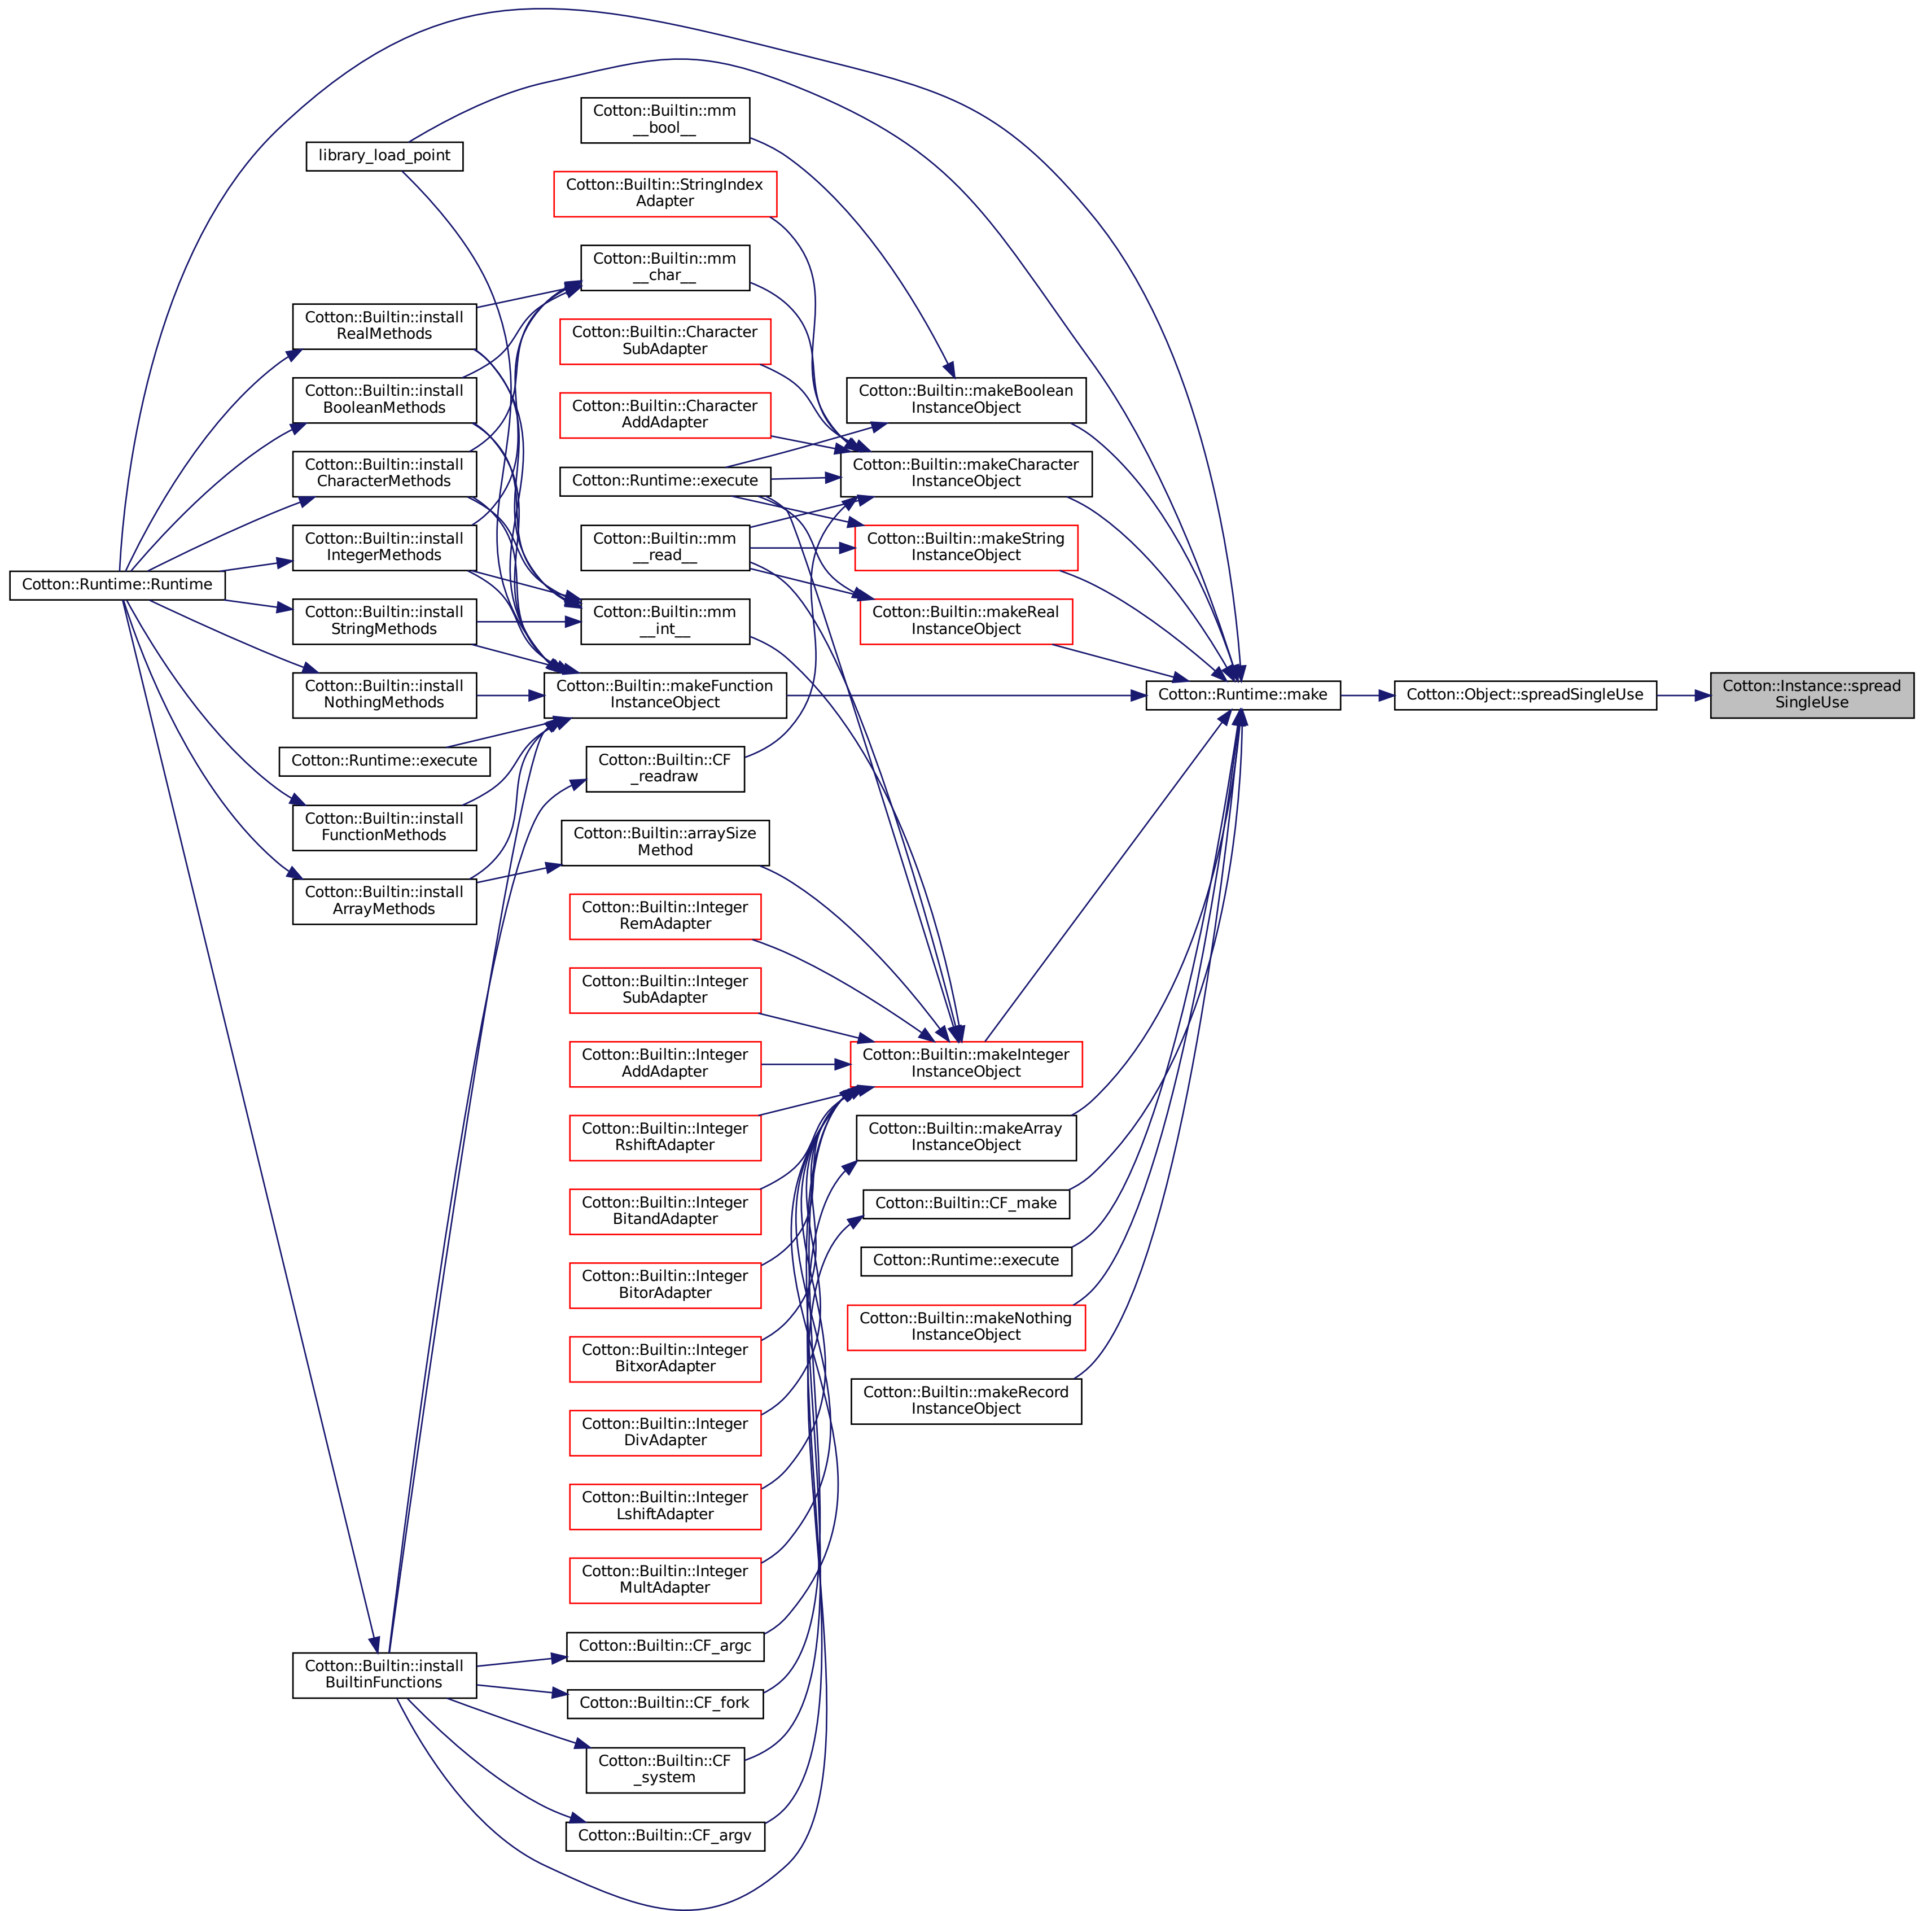 Cotton::Builtin::mm
__bool__
library_load_point
Cotton::Builtin::StringIndex
Adapter
Cotton::Builtin::mm
__char__
Cotton::Builtin::install
RealMethods
Cotton::Builtin::Character
SubAdapter
Cotton::Builtin::install
BooleanMethods
Cotton::Builtin::makeBoolean
InstanceObject
Cotton::Builtin::Character
AddAdapter
Cotton::Builtin::install
CharacterMethods
Cotton::Runtime::execute
Cotton::Builtin::makeCharacter
InstanceObject
Cotton::Builtin::install
IntegerMethods
Cotton::Builtin::mm
__read__
Cotton::Builtin::makeString
InstanceObject
Cotton::Runtime::Runtime
Cotton::Builtin::install
StringMethods
Cotton::Builtin::mm
__int__
Cotton::Builtin::makeReal
InstanceObject
Cotton::Builtin::install
NothingMethods
Cotton::Builtin::makeFunction
InstanceObject
Cotton::Runtime::make
Cotton::Object::spreadSingleUse
Cotton::Instance::spread
SingleUse
Cotton::Runtime::execute
Cotton::Builtin::CF
_readraw
Cotton::Builtin::install
FunctionMethods
Cotton::Builtin::arraySize
Method
Cotton::Builtin::install
ArrayMethods
Cotton::Builtin::Integer
RemAdapter
Cotton::Builtin::Integer
SubAdapter
Cotton::Builtin::Integer
AddAdapter
Cotton::Builtin::makeInteger
InstanceObject
Cotton::Builtin::Integer
RshiftAdapter
Cotton::Builtin::makeArray
InstanceObject
Cotton::Builtin::Integer
BitandAdapter
Cotton::Builtin::CF_make
Cotton::Runtime::execute
Cotton::Builtin::Integer
BitorAdapter
Cotton::Builtin::makeNothing
InstanceObject
Cotton::Builtin::Integer
BitxorAdapter
Cotton::Builtin::makeRecord
InstanceObject
Cotton::Builtin::Integer
DivAdapter
Cotton::Builtin::Integer
LshiftAdapter
Cotton::Builtin::Integer
MultAdapter
Cotton::Builtin::CF_argc
Cotton::Builtin::install
BuiltinFunctions
Cotton::Builtin::CF_fork
Cotton::Builtin::CF
_system
Cotton::Builtin::CF_argv